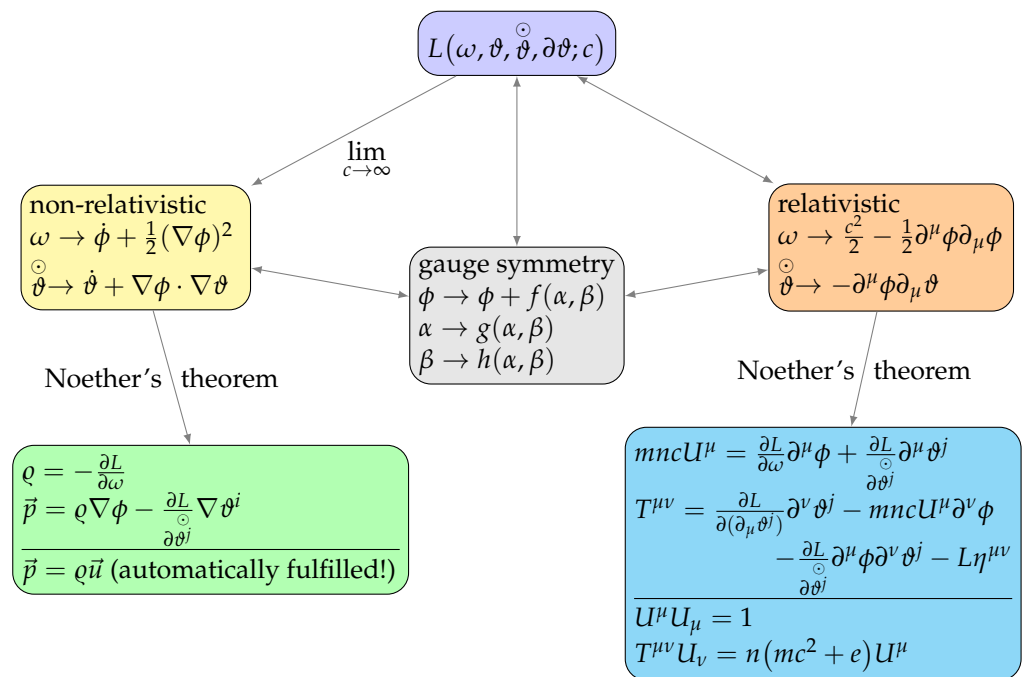 L(ω, ϑ, ϑ̊, ∂ϑ; c)
lim
c→∞
non-relativistic
ω → ϕ̇ + ½(∇ϕ)²
⊙
ϑ → ϑ̇ + ∇ϕ · ∇ϑ
relativistic
ω → c²/2 − ½∂^μϕ∂_μϕ
⊙
ϑ → −∂^μϕ∂_μϑ
gauge symmetry
ϕ → ϕ + f(α, β)
α → g(α, β)
β → h(α, β)
Noether's theorem
Noether's theorem
ϱ = −∂L/∂ω
p⃗ = ϱ∇ϕ − ∂L/∂ϑ̊^j ∇ϑ^i
p⃗ = ϱu⃗ (automatically fulfilled!)
mncU^μ = ∂L/∂ω ∂^μϕ + ∂L/∂ϑ̊^j ∂^μϑ^j
T^{μν} = ∂L/∂(∂_μϑ^j) ∂^νϑ^j − mncU^μ∂^νϕ
−∂L/∂ϑ̊^j ∂^μϕ∂^νϑ^j − Lη^{μν}
U^μU_μ = 1
T^{μν}U_ν = n(mc² + e)U^μ